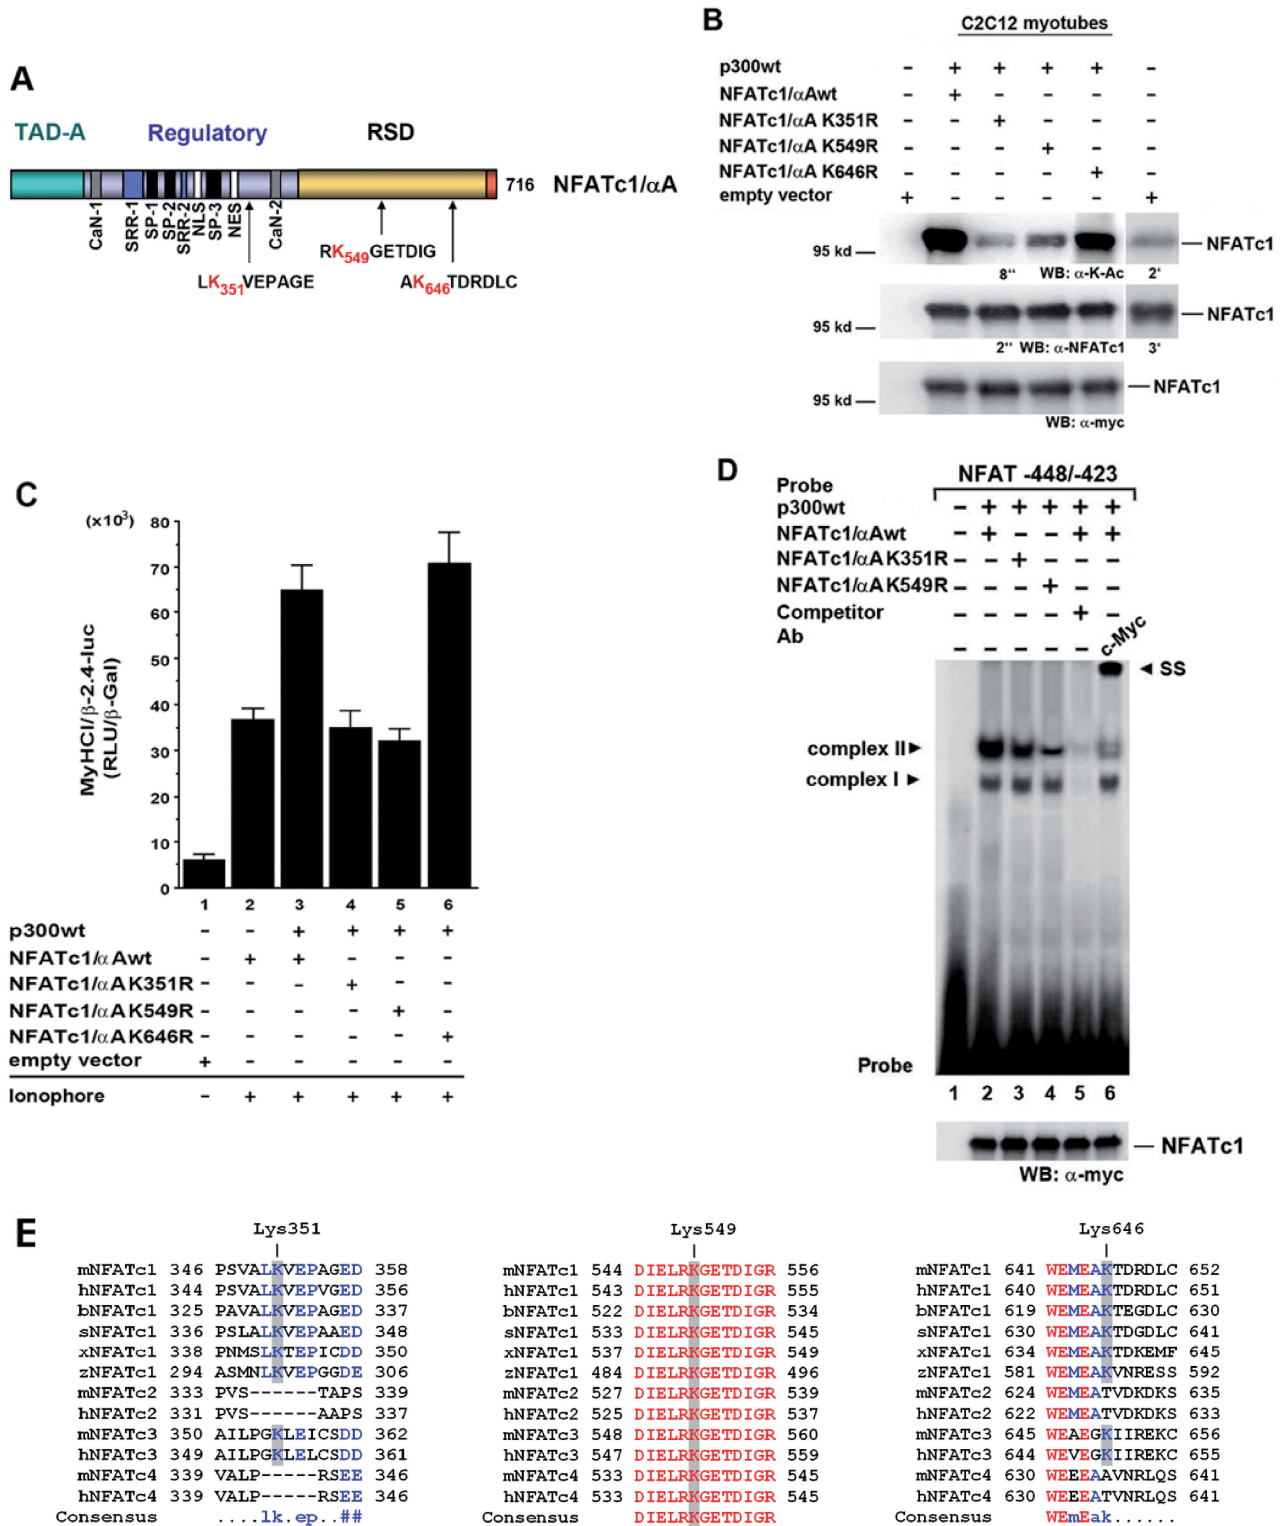 A
TAD-A Regulatory RSD
716 NFATc1/αA
CaN-1 SRR-1 SP-1 SP-2 SRR-2 NLS SP-3 NES CaN-2
RK549GETDIG
LK351VEPAGE AK646TDRDLC
B
C2C12 myotubes
p300wt – + + + + –
NFATc1/αAwt – + – – – –
NFATc1/αA K351R – – + – – –
NFATc1/αA K549R – – – + – –
NFATc1/αA K646R – – – – + –
empty vector + – – – – +
95 kd NFATc1
8" WB: α-K-Ac 2'
95 kd NFATc1
2" WB: α-NFATc1 3'
95 kd NFATc1
WB: α-myc
C
(x10³) 80
70
60
50
40
30
20
10
0
MyHCI/β-2.4-luc
(RLU/β-Gal)
1 2 3 4 5 6
p300wt – – + + + +
NFATc1/αAwt – + + – – –
NFATc1/αAK351R – – – + – –
NFATc1/αAK549R – – – – + –
NFATc1/αAK646R – – – – – +
empty vector + – – – – –
Ionophore – + + + + +
D
NFAT -448/-423
Probe
p300wt – + + + + +
NFATc1/αAwt – + – – + +
NFATc1/αAK351R – – + – – –
NFATc1/αAK549R – – – + – –
Competitor – – – – + –
Ab – – – – – c-Myc
SS
complex II
complex I
Probe
1 2 3 4 5 6
NFATc1
WB: α-myc
E
Lys351 Lys549 Lys646
mNFATc1 346 PSVALKVEPAGED 358 mNFATc1 544 DIELRKGETDIGR 556 mNFATc1 641 WEMEAKTDRDLC 652
hNFATc1 344 PSVALKVEPVGED 356 hNFATc1 543 DIELRKGETDIGR 555 hNFATc1 640 WEMEAKTDRDLC 651
bNFATc1 325 PAVALKVEPAGED 337 bNFATc1 522 DIELRKGETDIGR 534 bNFATc1 619 WEMEAKTEGDLC 630
sNFATc1 336 PSLALKVEPAAED 348 sNFATc1 533 DIELRKGETDIGR 545 sNFATc1 630 WEMEAKTDGDLC 641
xNFATc1 338 PNMSLKTEPICDD 350 xNFATc1 537 DIELRKGETDIGR 549 xNFATc1 634 WEMEAKTDKEMF 645
zNFATc1 294 ASMNLKVEPGGDE 306 zNFATc1 484 DIELRKGETDIGR 496 zNFATc1 581 WEMEAKVNRESS 592
mNFATc2 333 PVS------TAPS 339 mNFATc2 527 DIELRKGETDIGR 539 mNFATc2 624 WEMEATVDKDKS 635
hNFATc2 331 PVS------AAPS 337 hNFATc2 525 DIELRKGETDIGR 537 hNFATc2 622 WEMEATVDKDKS 633
mNFATc3 350 AILPGKLEICSDD 362 mNFATc3 548 DIELRKGETDIGR 560 mNFATc3 645 WEAEGKIIREKC 656
hNFATc3 349 AILPGKLELCSDD 361 hNFATc3 547 DIELRKGETDIGR 559 hNFATc3 644 WEVEGKIIREKC 655
mNFATc4 339 VALP-----RSEE 346 mNFATc4 533 DIELRKGETDIGR 545 mNFATc4 630 WEEEAAVNRLQS 641
hNFATc4 339 VALP-----RSEE 346 hNFATc4 533 DIELRKGETDIGR 545 hNFATc4 630 WEEEATVNRLQS 641
Consensus ....lk.ep..## Consensus DIELRKGETDIGR Consensus WEmEak......